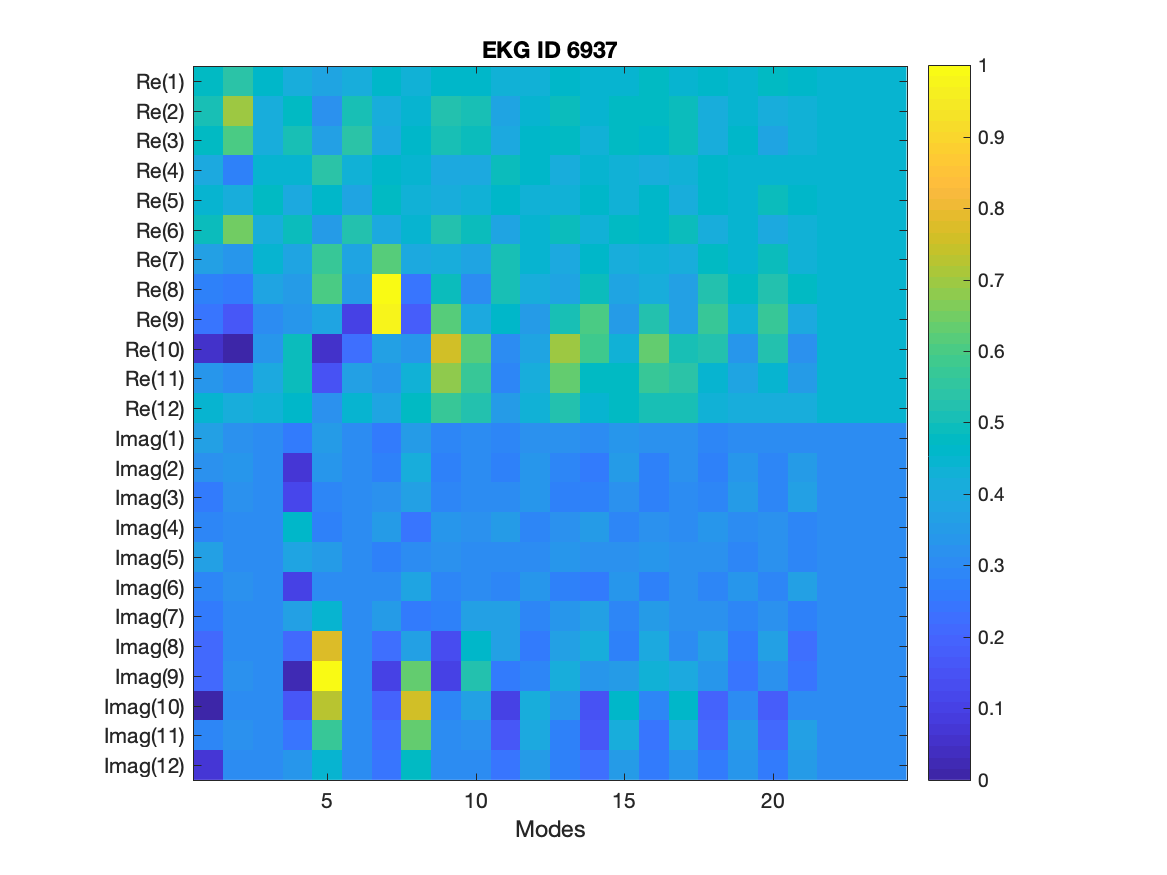 EKG ID 6937
Re(1)
Re(2)
Re(3)
Re(4)
Re(5)
Re(6)
Re(7)
Re(8)
Re(9)
Re(10)
Re(11)
Re(12)
Imag(1)
Imag(2)
Imag(3)
Imag(4)
Imag(5)
Imag(6)
Imag(7)
Imag(8)
Imag(9)
Imag(10)
Imag(11)
Imag(12)
5 10 15 20
Modes
1
0.9
0.8
0.7
0.6
0.5
0.4
0.3
0.2
0.1
0